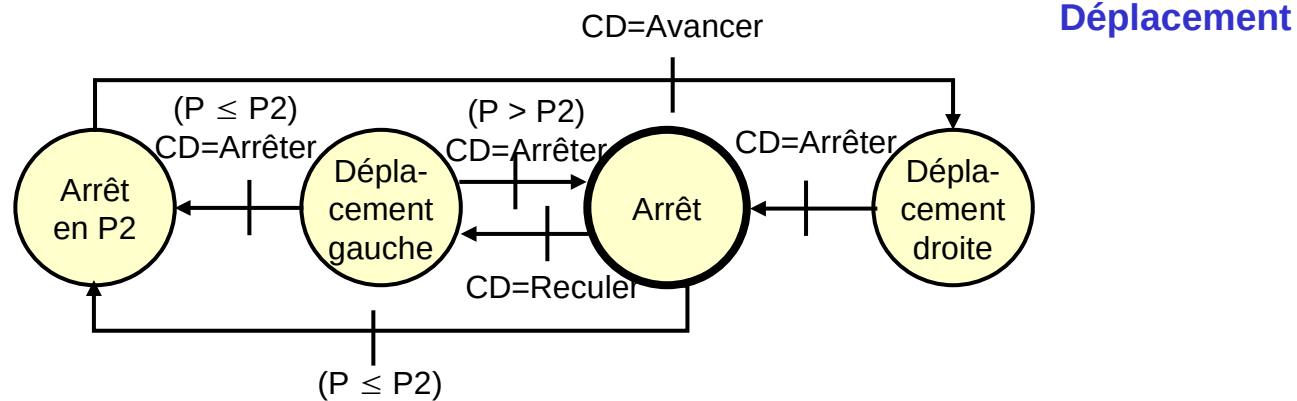 Déplacement
CD=Avancer
(P ≤ P2)
CD=Arrêter
(P > P2)
CD=Arrêter
CD=Arrêter
Arrêt
en P2
Dépla-
cement
gauche
Arrêt
Dépla-
cement
droite
CD=Reculer
(P ≤ P2)